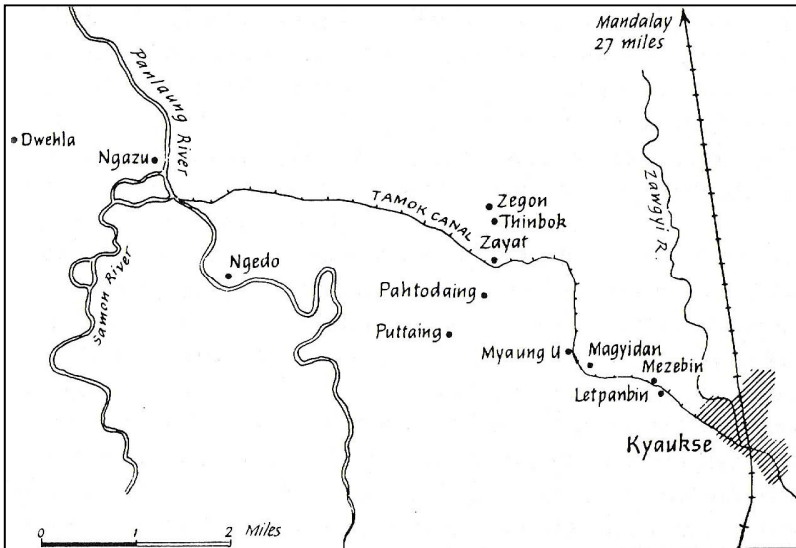 Mandalay
27 miles
Panlaung River
Dwehla
Ngazu
Zawgyi R.
TAMOK CANAL
Zegon
Thinbok
Zayat
Samon River
Ngedo
Pahtodaing
Puttaing
Myaung U
Magyidan
Mezebin
Letpanbin
Kyaukse
0 1 2 Miles